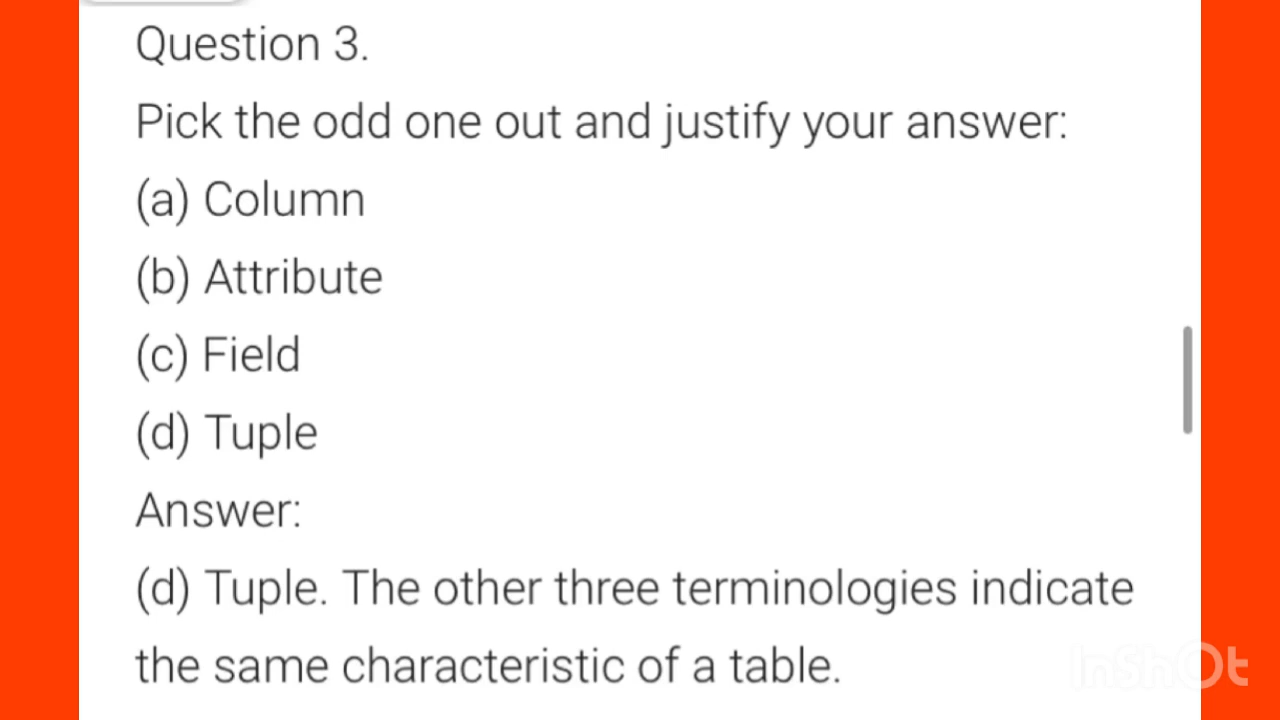 Question 3.
Pick the odd one out and justify your answer:
(a) Column
(b) Attribute
(c) Field
(d) Tuple
Answer:
(d) Tuple. The other three terminologies indicate
the same characteristic of a table.
InShOt